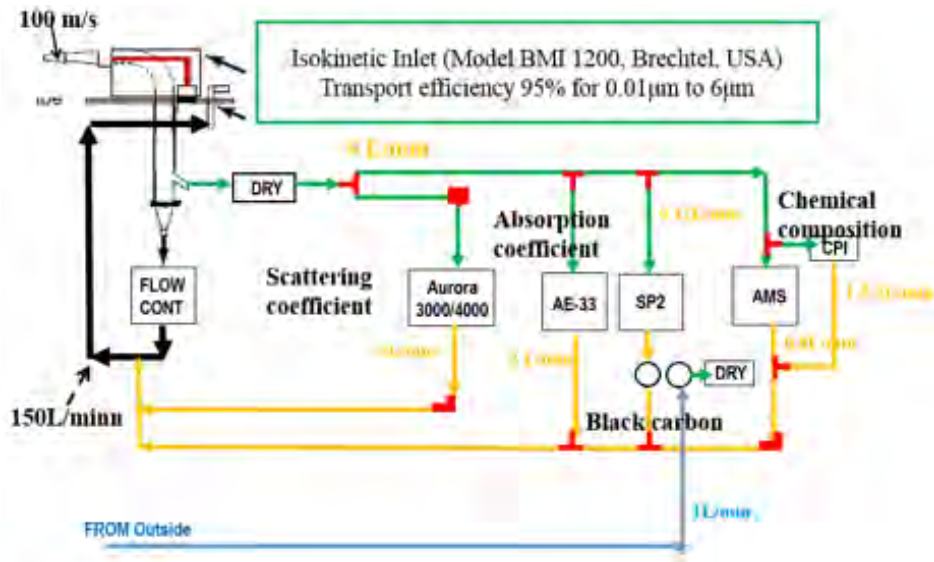 100 m/s
Isokinetic Inlet (Model BMI 1200, Brechtel, USA)
Transport efficiency 95% for 0.01μm to 6μm
DRY
Absorption
coefficient
Chemical
composition
CPI
Scattering
coefficient
FLOW
CONT
Aurora
3000/4000
AE-33
SP2
AMS
DRY
150L/minn
Black carbon
1L/min
FROM Outside